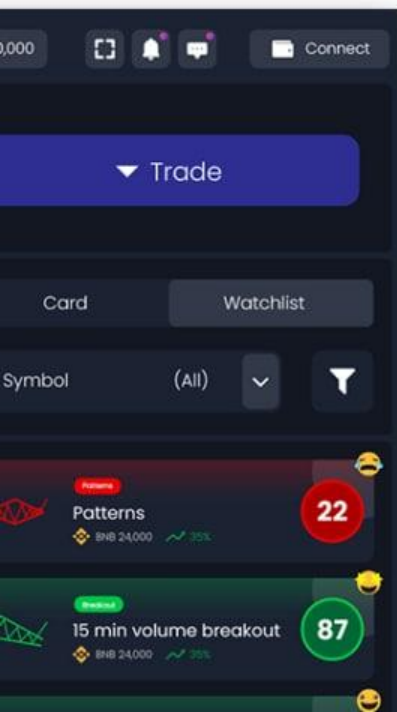 0,000
Connect
Trade
Card
Watchlist
Symbol (All)
Patterns
Patterns
22
BNB 24,000 35%
Breakout
15 min volume breakout
87
BNB 24,000 35%